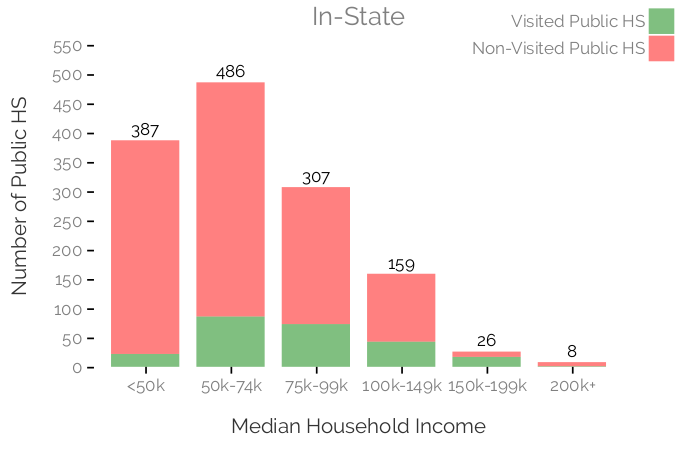 In-State
Visited Public HS
Non-Visited Public HS
Number of Public HS
550
500
450
400
350
300
250
200
150
100
50
0
387
486
307
159
26
8
<50k
50k-74k
75k-99k
100k-149k
150k-199k
200k+
Median Household Income